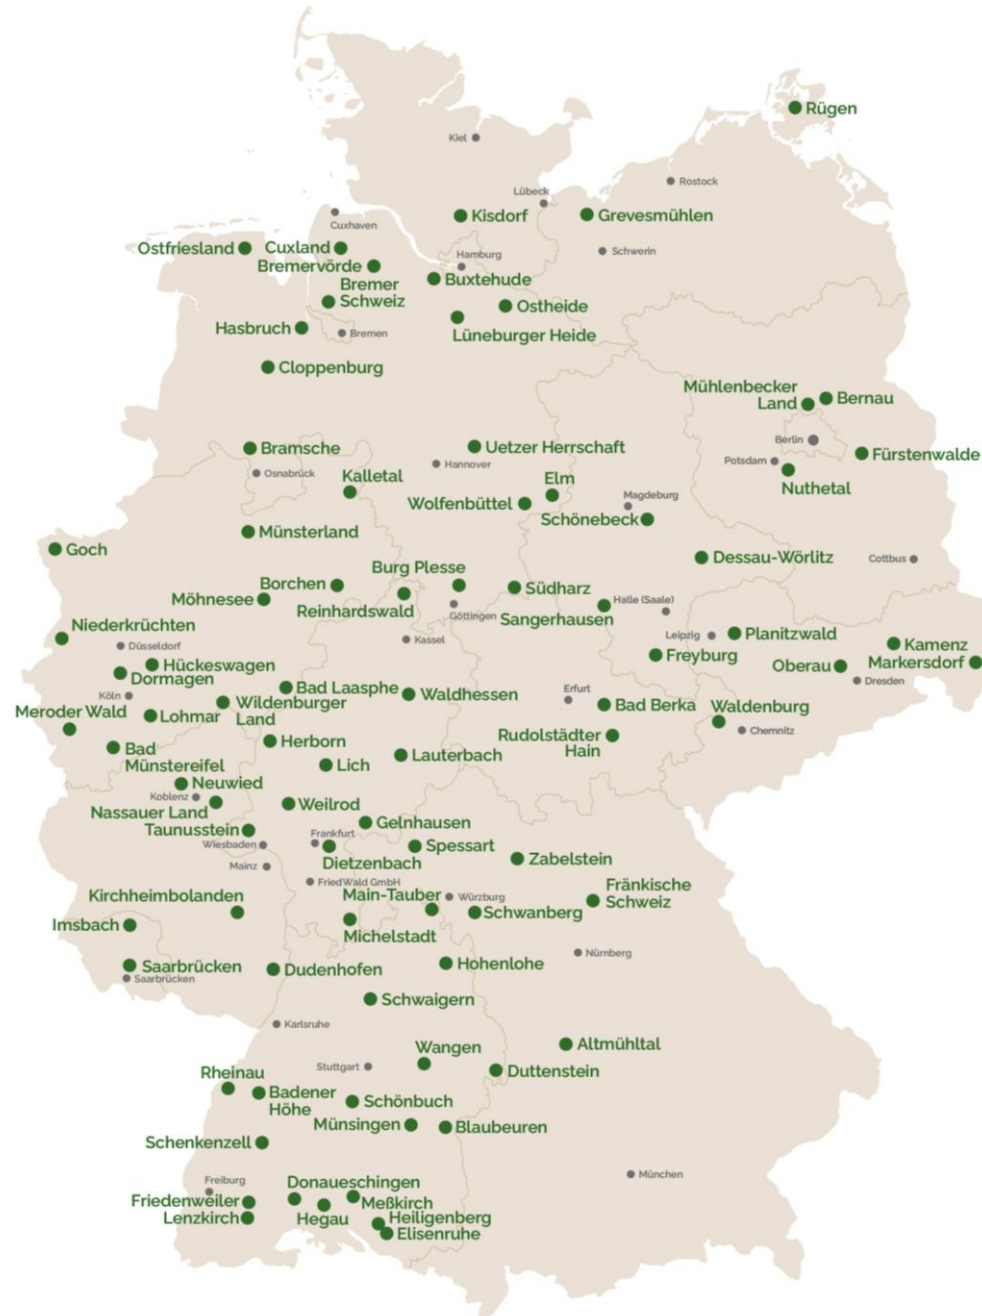 Rügen
Kiel
Rostock
Lübeck
Kisdorf
Grevesmühlen
Cuxhaven
Ostfriesland
Cuxland
Schwerin
Hamburg
Bremervörde
Buxtehude
Bremer
Schweiz
Ostheide
Hasbruch
Bremen
Lüneburger Heide
Cloppenburg
Mühlenbecker
Land
Bernau
Berlin
Bramsche
Uetzer Herrschaft
Fürstenwalde
Potsdam
Hannover
Osnabrück
Kalletal
Elm
Nuthetal
Wolfenbüttel
Magdeburg
Schönebeck
Münsterland
Goch
Dessau-Wörlitz
Cottbus
Burg Plesse
Borchen
Südharz
Möhnesee
Reinhardswald
Göttingen
Halle (Saale)
Sangerhausen
Niederkrüchten
Düsseldorf
Kassel
Leipzig
Planitzwald
Kamenz
Hückeswagen
Freyburg
Oberau
Markersdorf
Dormagen
Dresden
Köln
Bad Laasphe
Waldhessen
Erfurt
Wildenburger
Land
Bad Berka
Waldenburg
Meroder Wald
Lohmar
Chemnitz
Rudolstädter
Hain
Herborn
Bad
Münstereifel
Lauterbach
Lich
Neuwied
Koblenz
Nassauer Land
Weilrod
Gelnhausen
Taunusstein
Frankfurt
Wiesbaden
Dietzenbach
Spessart
Zabelstein
Mainz
FriedWald GmbH
Kirchheimbolanden
Main-Tauber
Würzburg
Fränkische
Schweiz
Schwanberg
Imsbach
Michelstadt
Nürnberg
Saarbrücken
Saarbrücken
Dudenhofen
Hohenlohe
Schwaigern
Karlsruhe
Wangen
Altmühltal
Stuttgart
Duttenstein
Rheinau
Badener
Höhe
Schönbuch
Münsingen
Blaubeuren
Schenkenzell
München
Freiburg
Donaueschingen
Friedenweiler
Meßkirch
Lenzkirch
Hegau
Heiligenberg
Elisenruhe